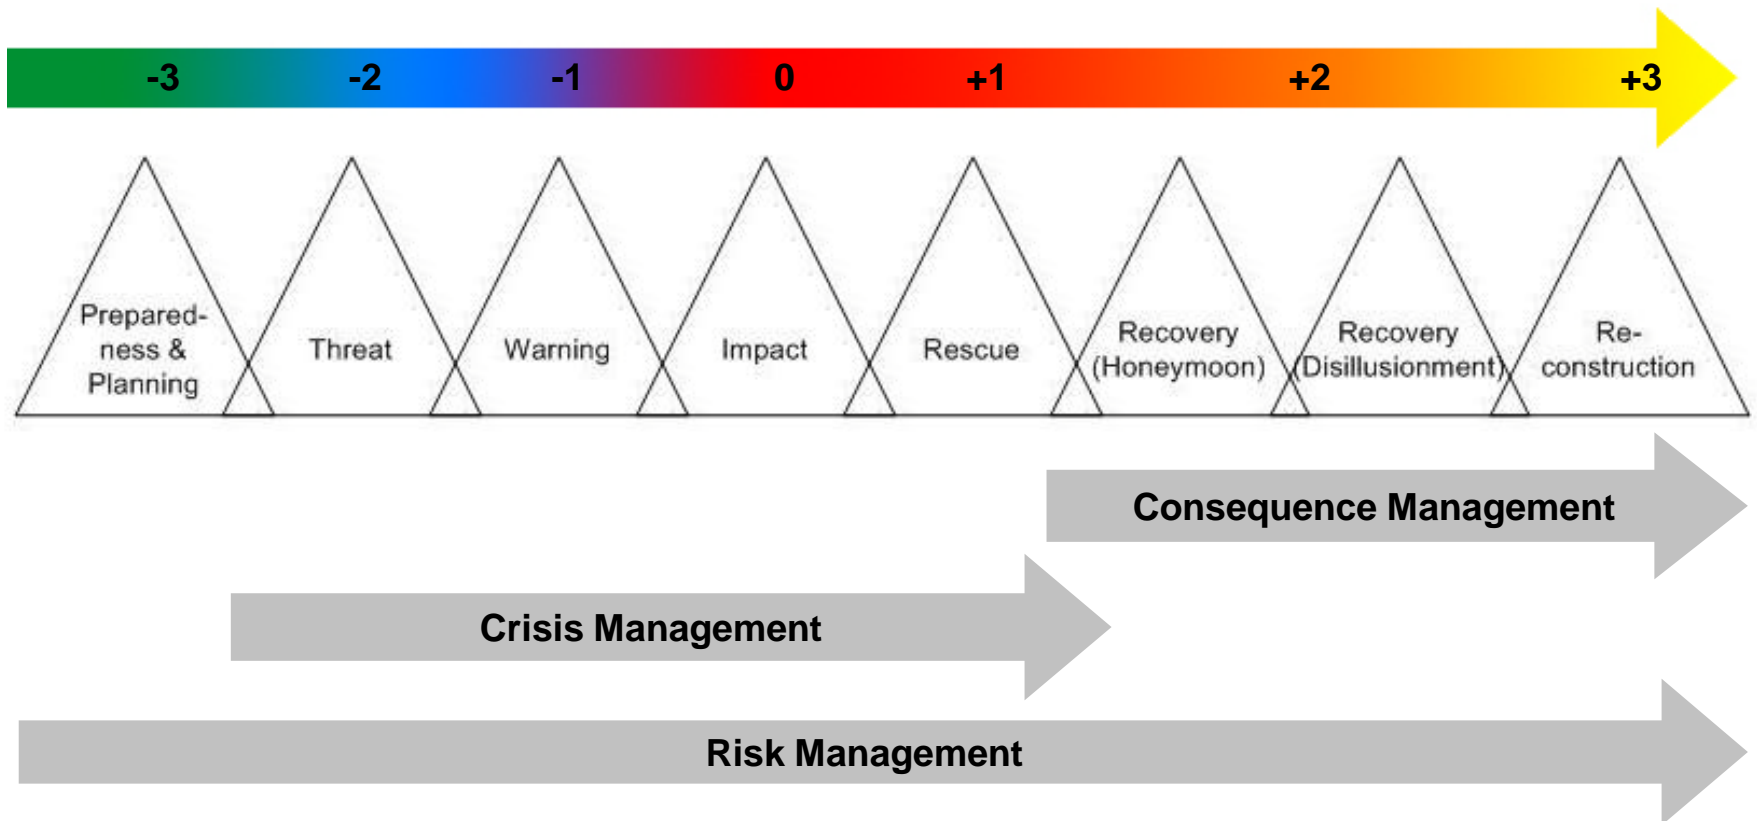 -3 -2 -1 0 +1 +2 +3
Prepared-
ness &
Planning
Threat
Warning
Impact
Rescue
Recovery
(Honeymoon)
Recovery
(Disillusionment)
Re-
construction
Consequence Management
Crisis Management
Risk Management